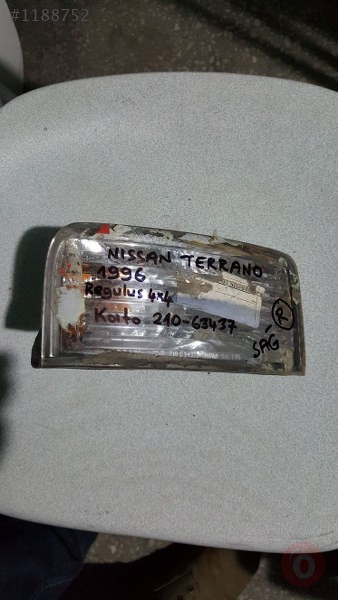 #1188752
NISSAN TERRANO
1996
Regulus 4x4
Koito 210-63437
SAĞ
R